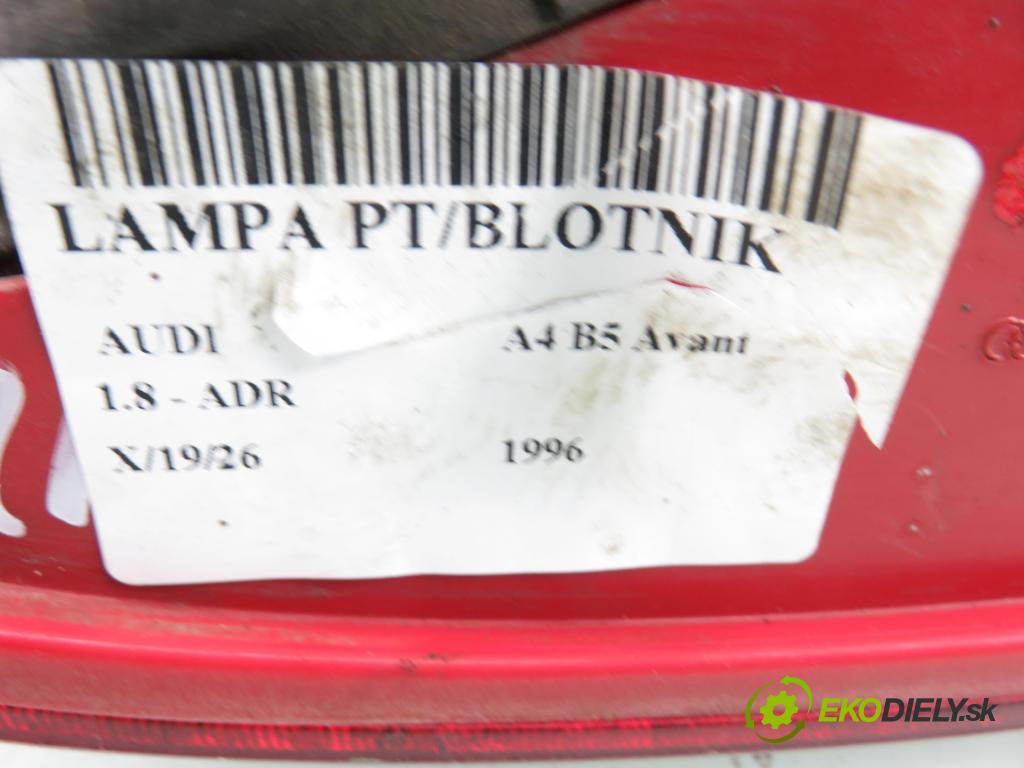 LAMPA PT/BLOTNIK
AUDI A4 B5 Avant
1.8 - ADR
X/19/26 1996
EKODIELY.sk